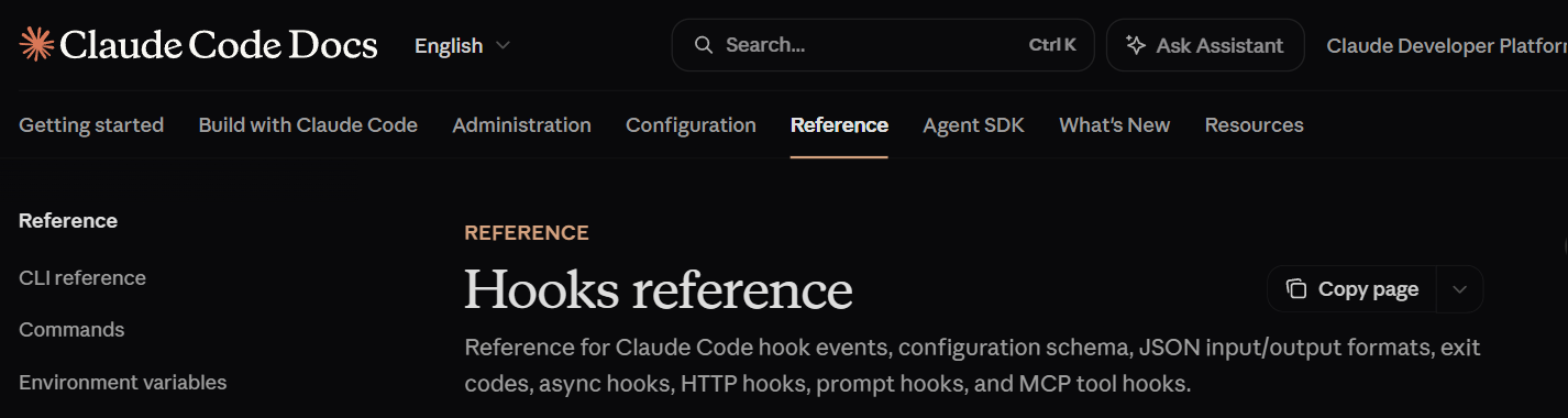 Claude Code Docs English Search... Ctrl K Ask Assistant Claude Developer Platform
Getting started Build with Claude Code Administration Configuration Reference Agent SDK What's New Resources
Reference
CLI reference
Commands
Environment variables
REFERENCE
Hooks reference
Copy page
Reference for Claude Code hook events, configuration schema, JSON input/output formats, exit
codes, async hooks, HTTP hooks, prompt hooks, and MCP tool hooks.